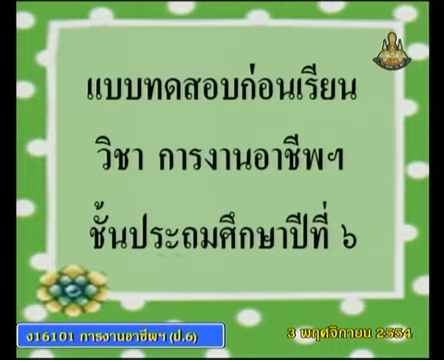 แบบทดสอบก่อนเรียน
วิชา การงานอาชีพฯ
ชั้นประถมศึกษาปีที่ ๖
ง16101 การงานอาชีพฯ (ป.6)
3 พฤศจิกายน 2554